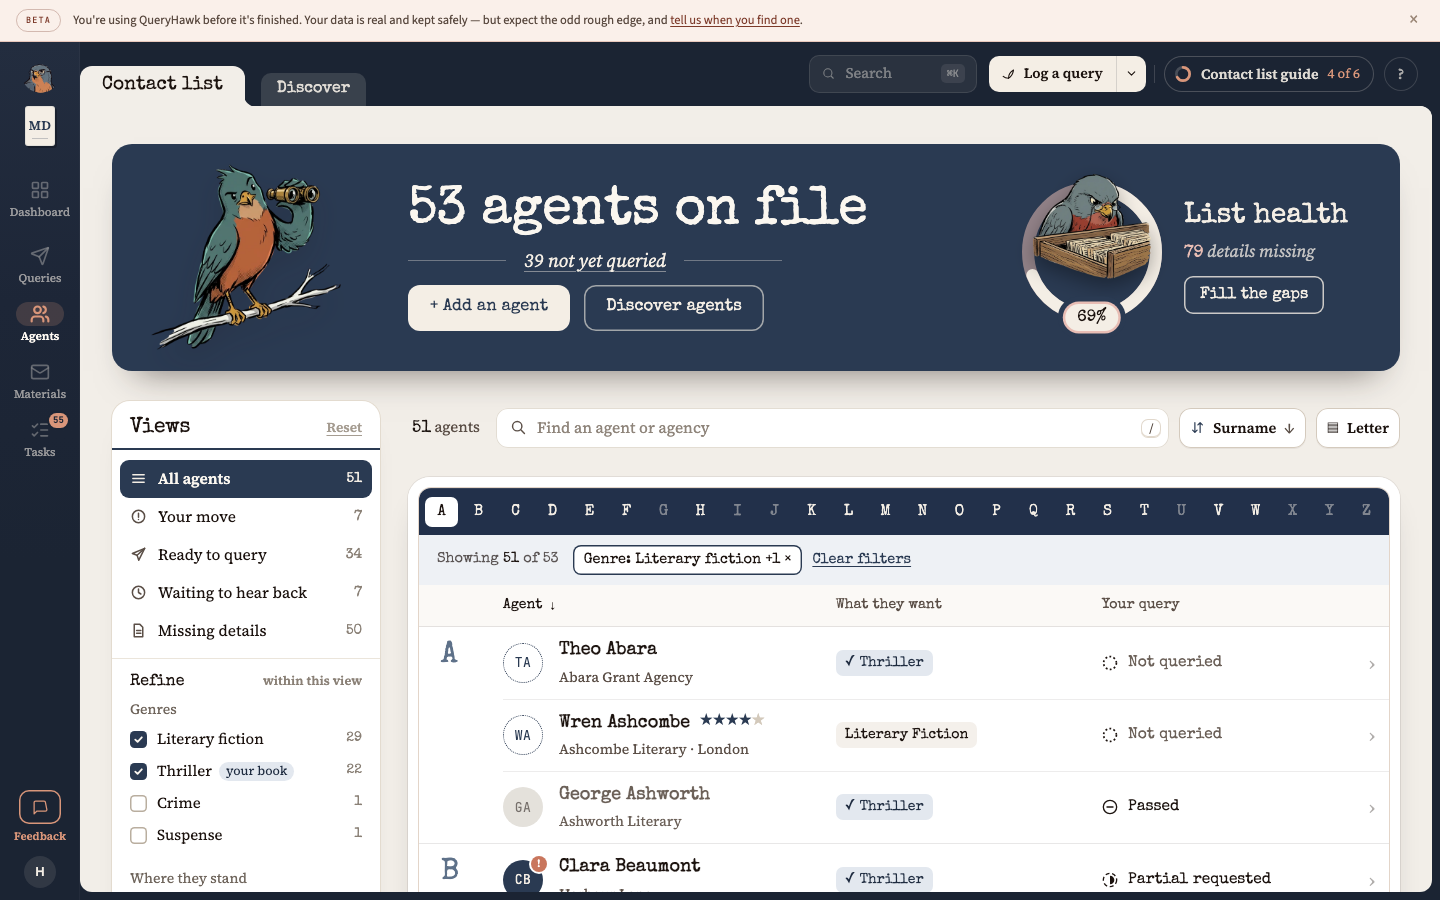 BETA You're using QueryHawk before it's finished. Your data is real and kept safely — but expect the odd rough edge, and tell us when you find one. ×
Contact list
Discover
Search ⌘K
Log a query
Contact list guide 4 of 6
?
MD
Dashboard
Queries
Agents
Materials
55
Tasks
Feedback
H
53 agents on file
39 not yet queried
+ Add an agent
Discover agents
69%
List health
79 details missing
Fill the gaps
Views
Reset
All agents 51
Your move 7
Ready to query 34
Waiting to hear back 7
Missing details 50
Refine within this view
Genres
Literary fiction 29
Thriller your book 22
Crime 1
Suspense 1
Where they stand
51 agents
Find an agent or agency /
Surname ↓
Letter
A B C D E F G H I J K L M N O P Q R S T U V W X Y Z
Showing 51 of 53 Genre: Literary fiction +1 × Clear filters
Agent ↓ What they want Your query
A
TA
Theo Abara
Abara Grant Agency
✓ Thriller
Not queried ›
WA
Wren Ashcombe ★★★★★
Ashcombe Literary · London
Literary Fiction
Not queried ›
GA
George Ashworth
Ashworth Literary
✓ Thriller
Passed ›
B
CB !
Clara Beaumont
✓ Thriller
Partial requested ›